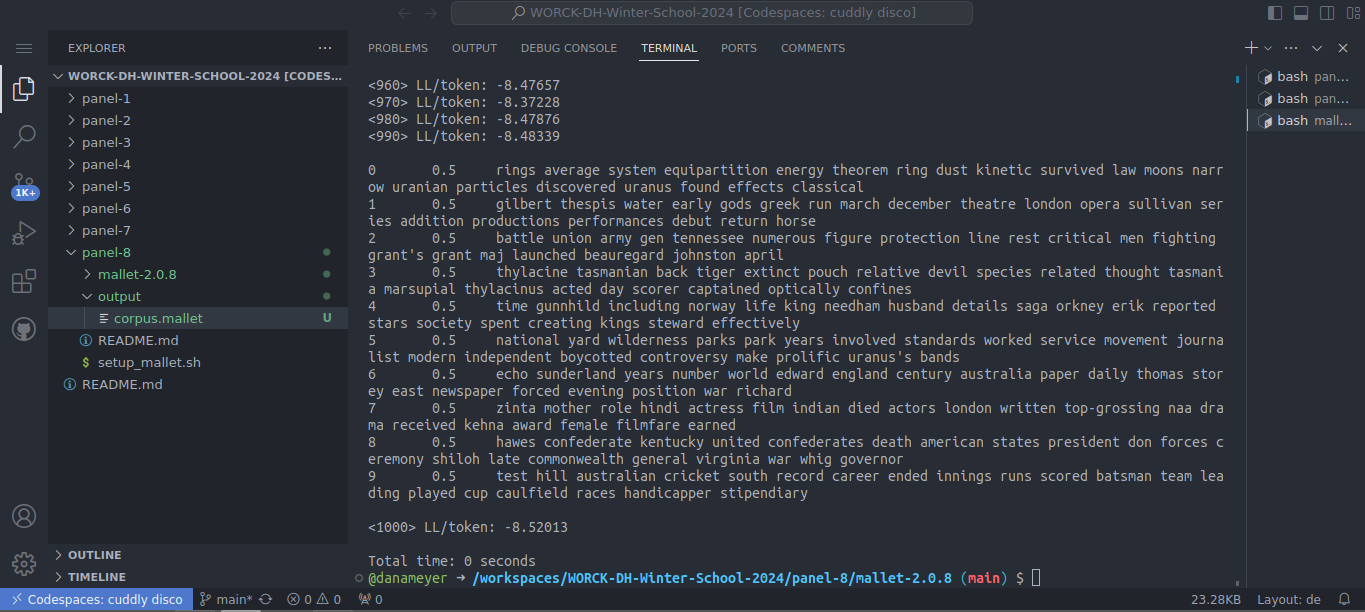 WORCK-DH-Winter-School-2024 [Codespaces: cuddly disco]
EXPLORER
WORCK-DH-WINTER-SCHOOL-2024 [CODES...
panel-1
panel-2
panel-3
panel-4
panel-5
panel-6
panel-7
panel-8
mallet-2.0.8
output
corpus.mallet U
README.md
$ setup_mallet.sh
README.md
OUTLINE
TIMELINE
1K+
PROBLEMS OUTPUT DEBUG CONSOLE TERMINAL PORTS COMMENTS
<960> LL/token: -8.47657
<970> LL/token: -8.37228
<980> LL/token: -8.47876
<990> LL/token: -8.48339
0 0.5 rings average system equipartition energy theorem ring dust kinetic survived law moons narr
ow uranian particles discovered uranus found effects classical
1 0.5 gilbert thespis water early gods greek run march december theatre london opera sullivan ser
ies addition productions performances debut return horse
2 0.5 battle union army gen tennessee numerous figure protection line rest critical men fighting
grant's grant maj launched beauregard johnston april
3 0.5 thylacine tasmanian back tiger extinct pouch relative devil species related thought tasmani
a marsupial thylacinus acted day scorer captained optically confines
4 0.5 time gunnhild including norway life king needham husband details saga orkney erik reported
stars society spent creating kings steward effectively
5 0.5 national yard wilderness parks park years involved standards worked service movement journa
list modern independent boycotted controversy make prolific uranus's bands
6 0.5 echo sunderland years number world edward england century australia paper daily thomas stor
ey east newspaper forced evening position war richard
7 0.5 zinta mother role hindi actress film indian died actors london written top-grossing naa dra
ma received kehna award female filmfare earned
8 0.5 hawes confederate kentucky united confederates death american states president don forces c
eremony shiloh late commonwealth general virginia war whig governor
9 0.5 test hill australian cricket south record career ended innings runs scored batsman team lea
ding played cup caulfield races handicapper stipendiary
<1000> LL/token: -8.52013
Total time: 0 seconds
@danameyer ➜ /workspaces/WORCK-DH-Winter-School-2024/panel-8/mallet-2.0.8 (main) $
bash pan...
bash pan...
bash mall...
Codespaces: cuddly disco main* 0 0 0 23.28KB Layout: de